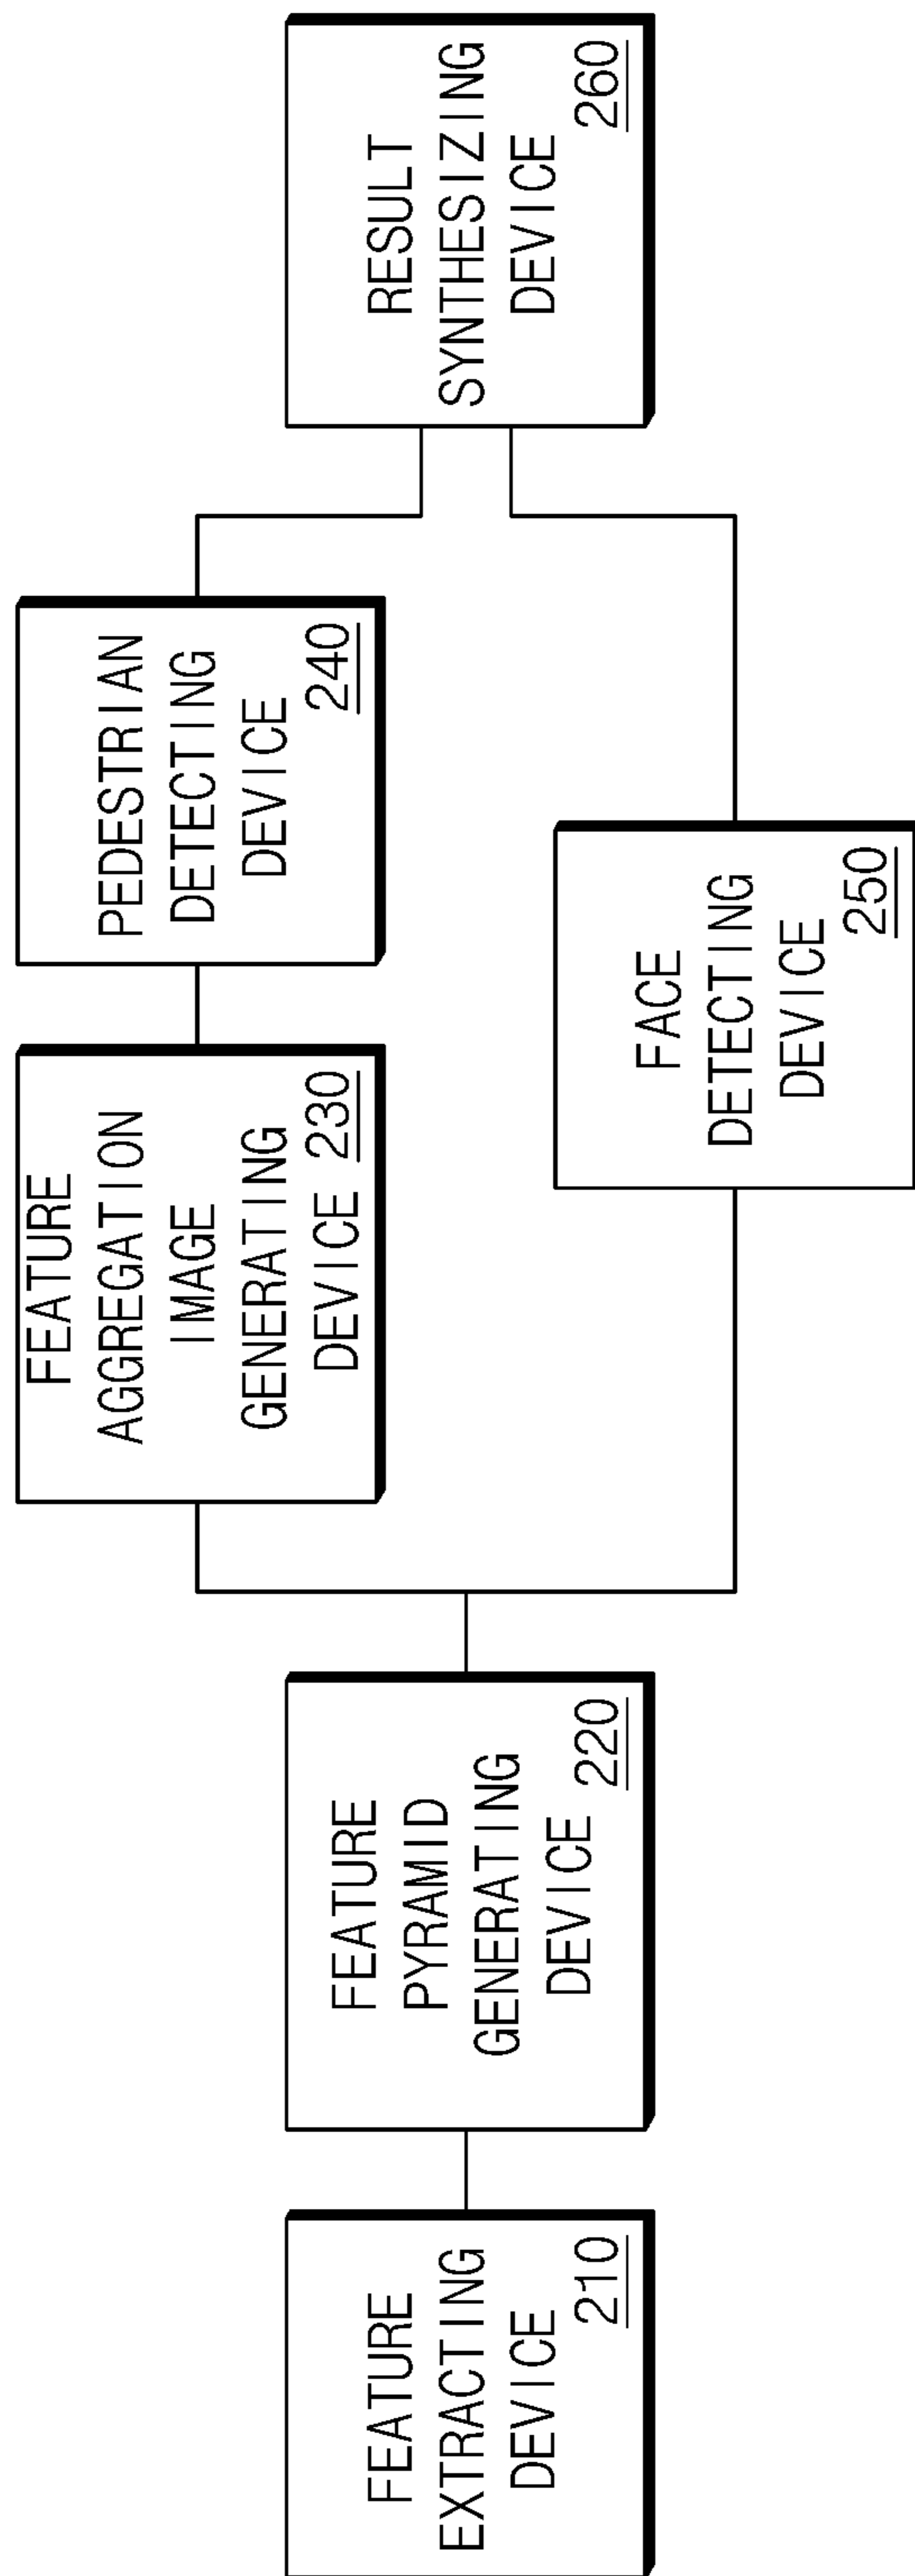 FEATURE
EXTRACTING
DEVICE
210
FEATURE
PYRAMID
GENERATING
DEVICE 220
FEATURE
AGGREGATION
IMAGE
GENERATING
DEVICE 230
PEDESTRIAN
DETECTING
DEVICE
240
FACE
DETECTING
DEVICE
250
RESULT
SYNTHESIZING
DEVICE
260